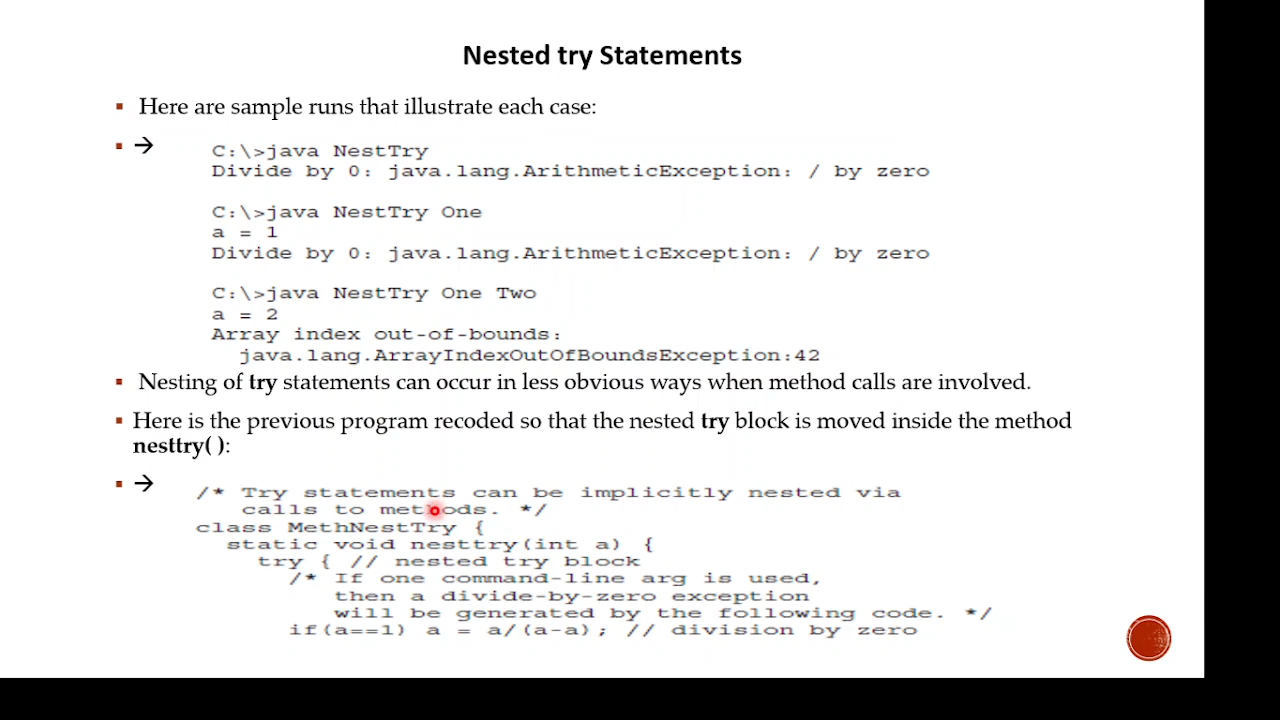 Nested try Statements
Here are sample runs that illustrate each case:
→
C:\>java NestTry
Divide by 0: java.lang.ArithmeticException: / by zero
C:\>java NestTry One
a = 1
Divide by 0: java.lang.ArithmeticException: / by zero
C:\>java NestTry One Two
a = 2
Array index out-of-bounds:
java.lang.ArrayIndexOutOfBoundsException:42
Nesting of try statements can occur in less obvious ways when method calls are involved.
Here is the previous program recoded so that the nested try block is moved inside the method
nesttry( ):
→
/* Try statements can be implicitly nested via
calls to methods. */
class MethNestTry {
static void nesttry(int a) {
try { // nested try block
/* If one command-line arg is used,
then a divide-by-zero exception
will be generated by the following code. */
if(a==1) a = a/(a-a); // division by zero